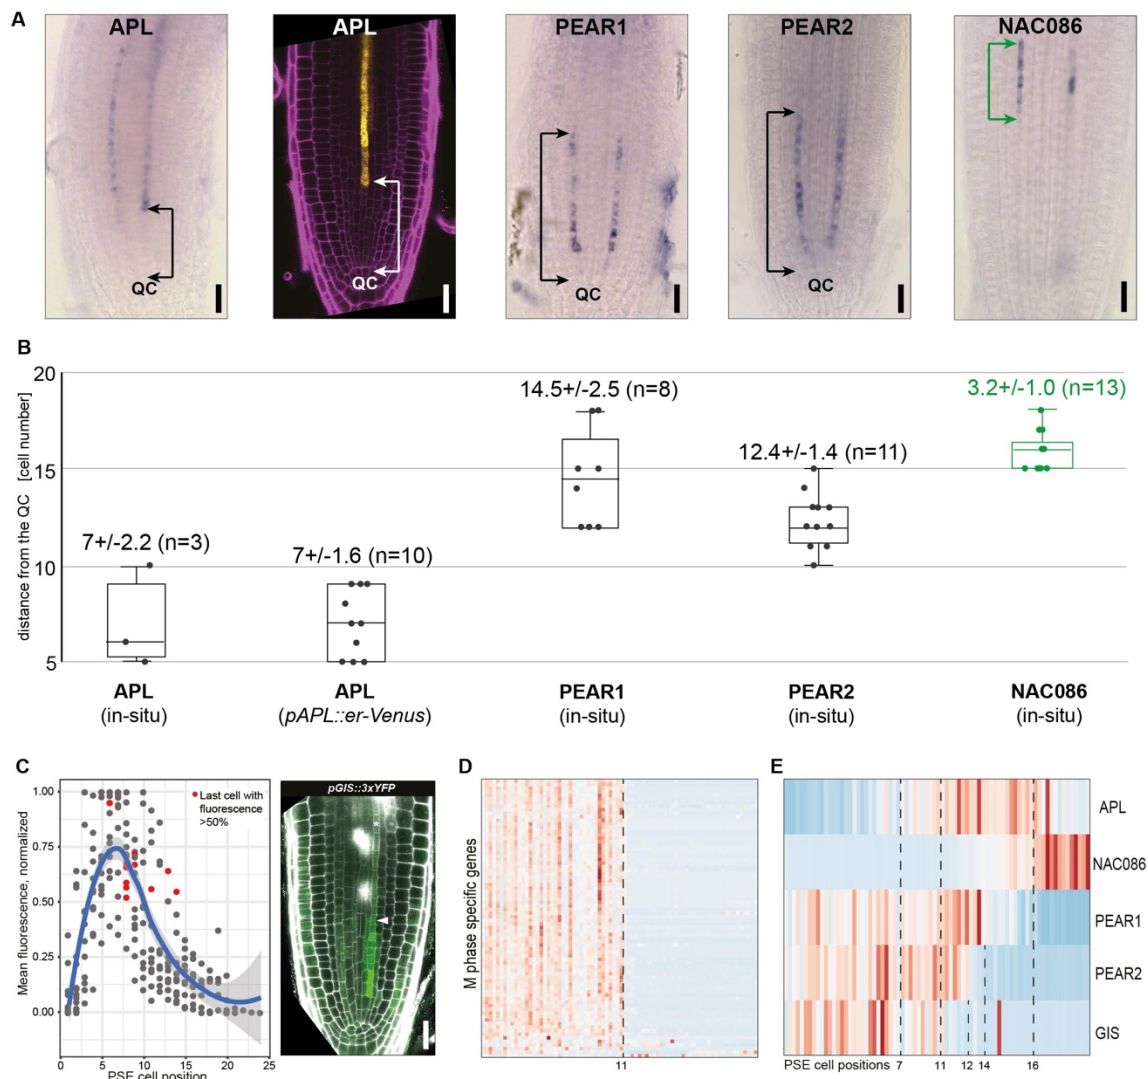 A
APL
APL
PEAR1
PEAR2
NAC086
QC
QC
QC
QC
B
distance from the QC [cell number]
20
15
10
5
7+/-2.2 (n=3)
7+/-1.6 (n=10)
14.5+/-2.5 (n=8)
12.4+/-1.4 (n=11)
3.2+/-1.0 (n=13)
APL
(in-situ)
APL
(pAPL::er-Venus)
PEAR1
(in-situ)
PEAR2
(in-situ)
NAC086
(in-situ)
C
Mean fluorescence, normalized
1.00
0.75
0.50
0.25
0.00
Last cell with
fluorescence
>50%
0
5
10
15
20
25
PSE cell position
pGIS::3xYFP
D
M phase specific genes
11
E
APL
NAC086
PEAR1
PEAR2
GIS
PSE cell positions 7 11 12 14 16